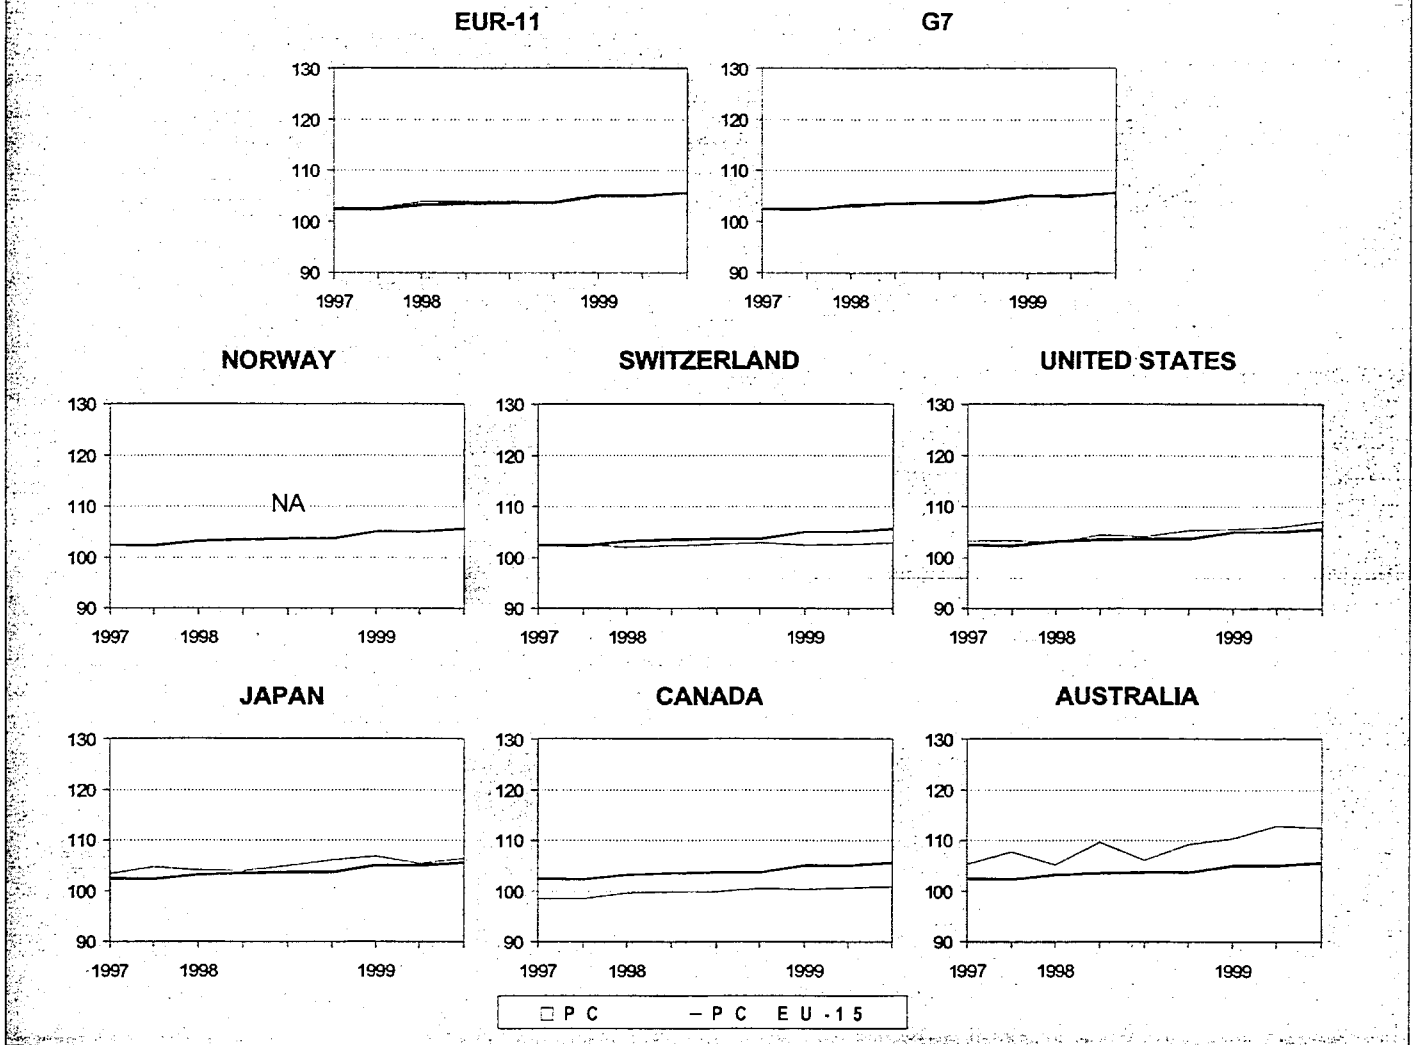 EUR-11 G7
130 130
120 120
110 110
100 100
90 90
1997 1998 1999 1997 1998 1999
NORWAY SWITZERLAND UNITED STATES
130 130 130
120 120 120
110 NA 110 110
100 100 100
90 90 90
1997 1998 1999 1997 1998 1999 1997 1998 1999
JAPAN CANADA AUSTRALIA
130 130 130
120 120 120
110 110 110
100 100 100
90 90 90
1997 1998 1999 1997 1998 1999 1997 1998 1999
PC PC EU-15